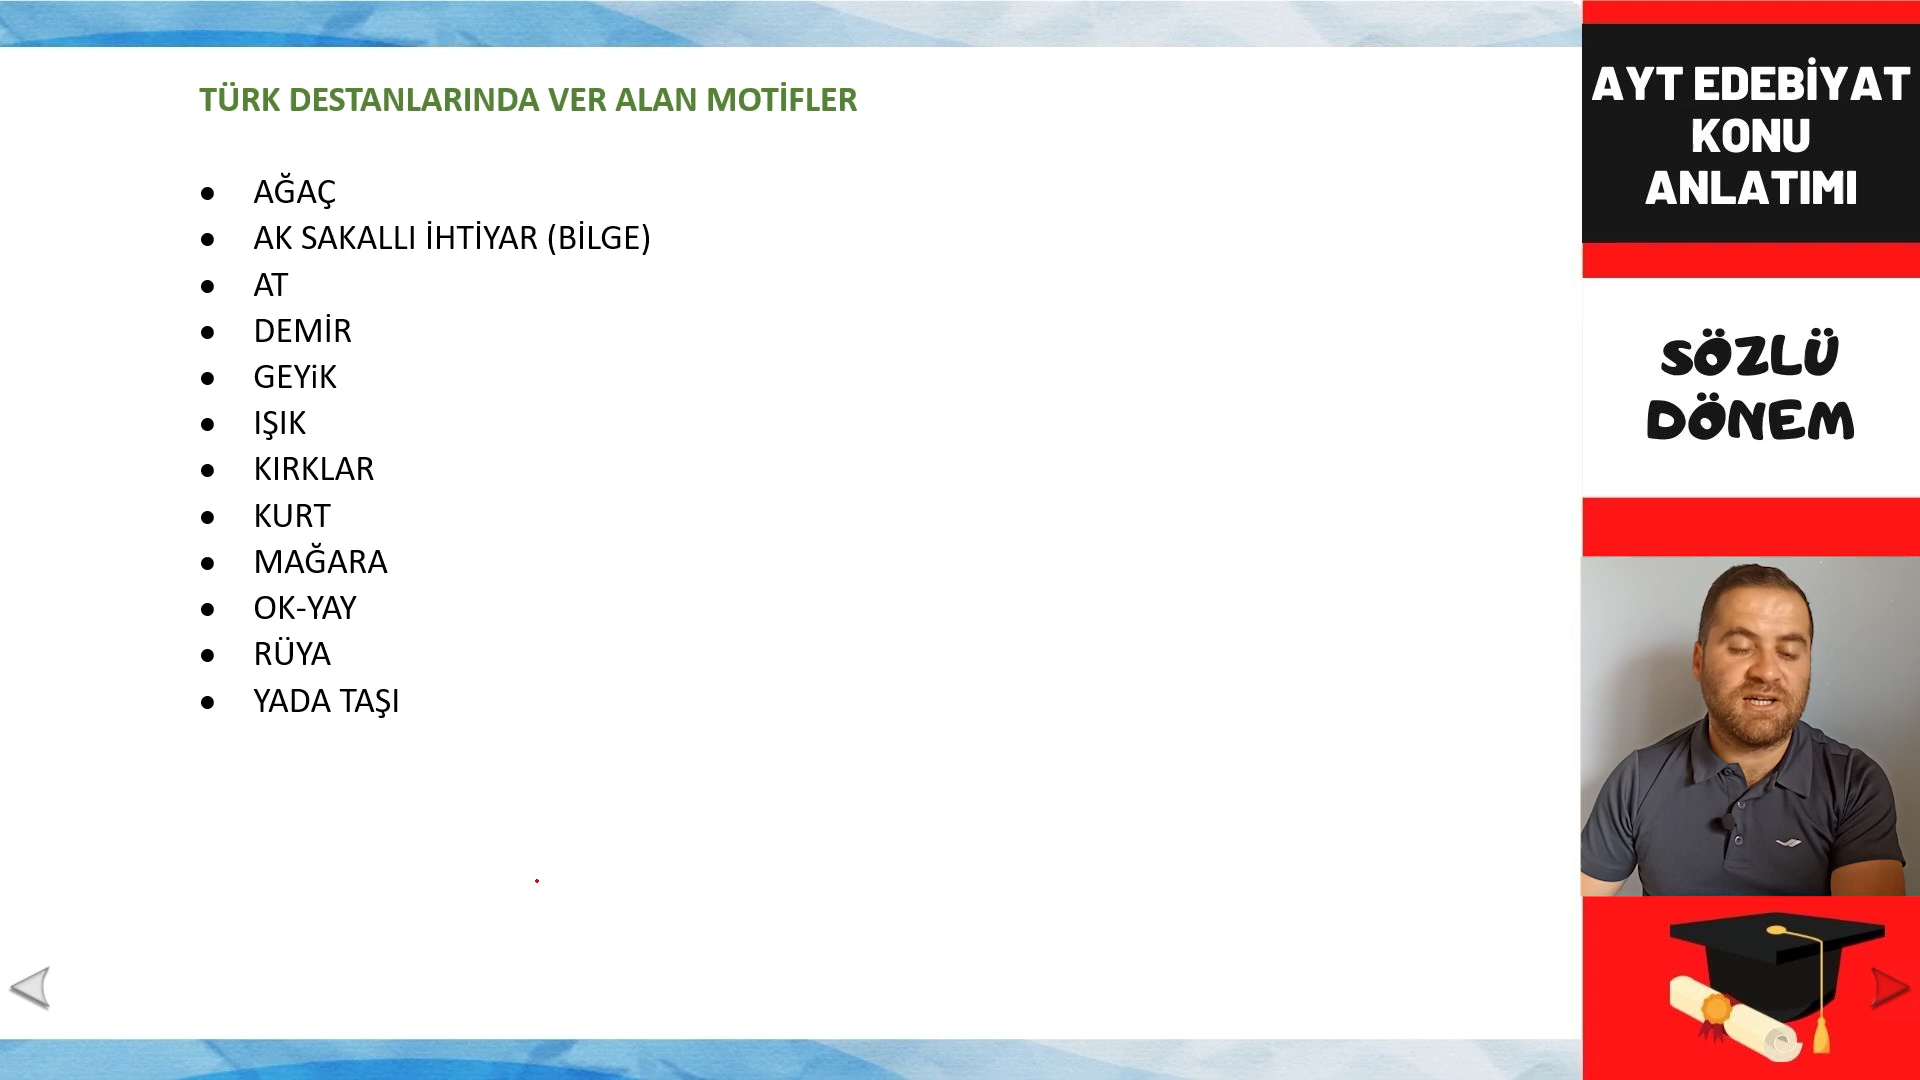 TÜRK DESTANLARINDA VER ALAN MOTİFLER
• AĞAÇ
• AK SAKALLI İHTİYAR (BİLGE)
• AT
• DEMİR
• GEYiK
• IŞIK
• KIRKLAR
• KURT
• MAĞARA
• OK-YAY
• RÜYA
• YADA TAŞI
AYT EDEBİYAT
KONU
ANLATIMI
SÖZLÜ
DÖNEM